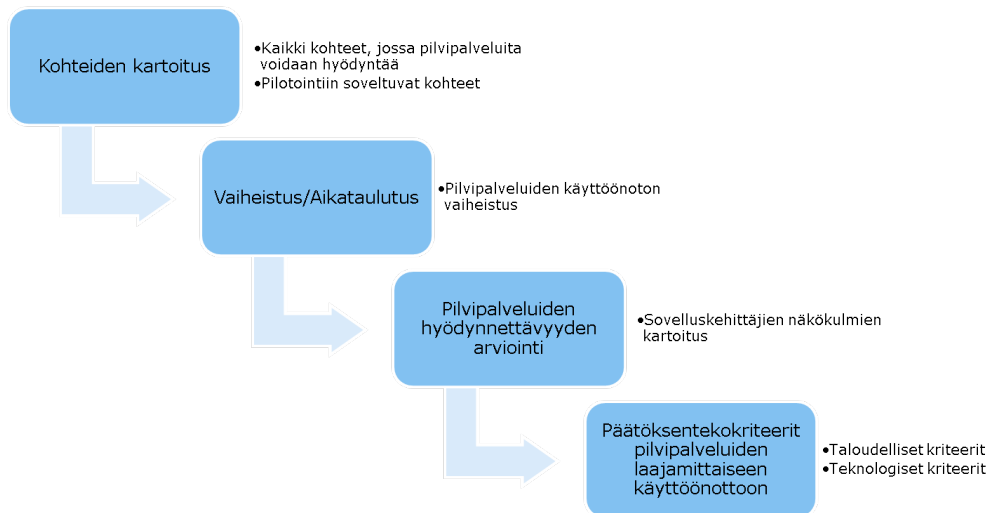 Kohteiden kartoitus
•Kaikki kohteet, jossa pilvipalveluita
voidaan hyödyntää
•Pilotointiin soveltuvat kohteet
Vaiheistus/Aikataulutus
•Pilvipalveluiden käyttöönoton
vaiheistus
Pilvipalveluiden
hyödynnettävyyden
arviointi
•Sovelluskehittäjien näkökulmien
kartoitus
Päätöksentekokriteerit
pilvipalveluiden
laajamittaiseen
käyttöönottoon
•Taloudelliset kriteerit
•Teknologiset kriteerit